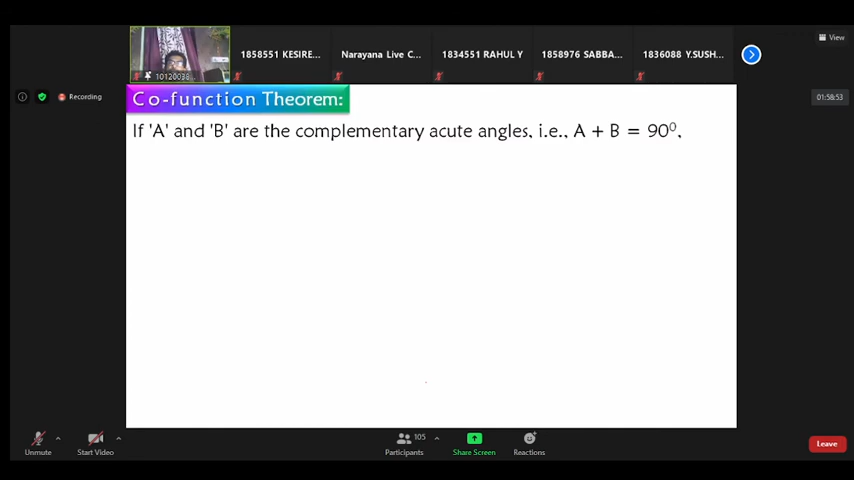 View
1858551 KESIRE...
Narayana Live C...
1834551 RAHUL Y
1858976 SABBA...
1836088 Y.SUSH...
10120038
Recording
01:58:53
Co-function Theorem:
If 'A' and 'B' are the complementary acute angles, i.e., A + B = 90⁰,
Unmute
Start Video
105
Participants
Share Screen
Reactions
Leave